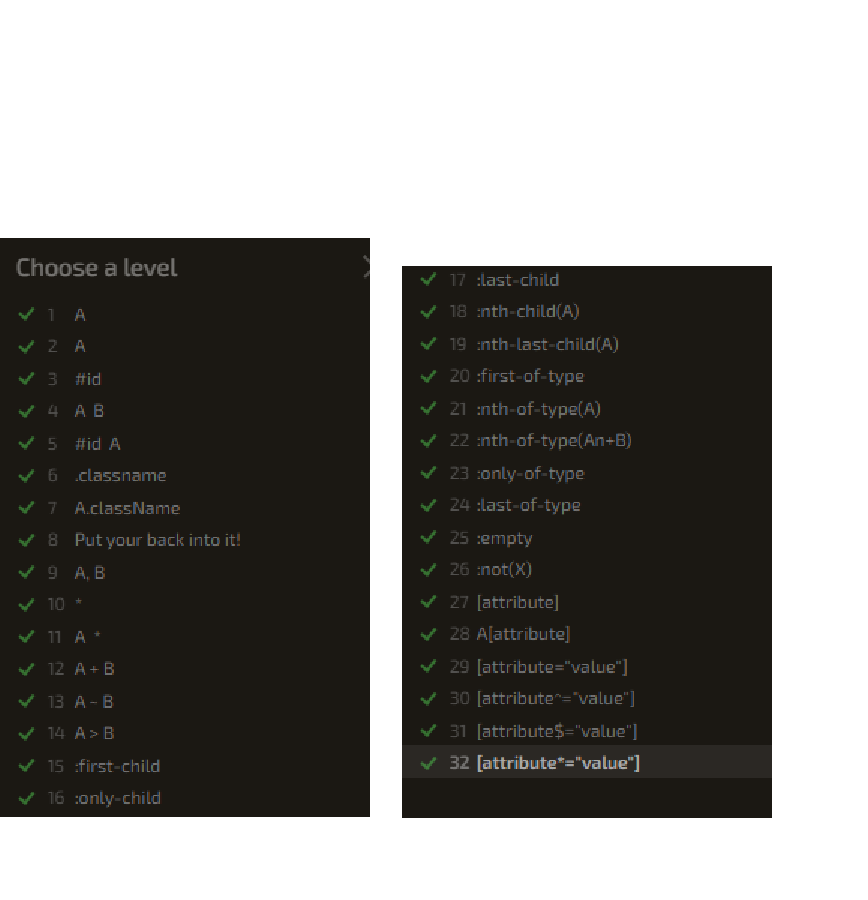 Choose a level
1 A
2 A
3 #id
4 A B
5 #id A
6 .classname
7 A.className
8 Put your back into it!
9 A, B
10 *
11 A *
12 A + B
13 A ~ B
14 A > B
15 :first-child
16 :only-child
17 :last-child
18 :nth-child(A)
19 :nth-last-child(A)
20 :first-of-type
21 :nth-of-type(A)
22 :nth-of-type(An+B)
23 :only-of-type
24 :last-of-type
25 :empty
26 :not(X)
27 [attribute]
28 A[attribute]
29 [attribute="value"]
30 [attribute^="value"]
31 [attribute$="value"]
32 [attribute*="value"]